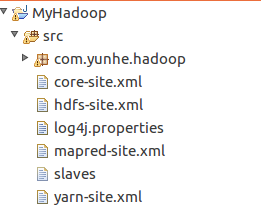 MyHadoop
src
com.yunhe.hadoop
core-site.xml
hdfs-site.xml
log4j.properties
mapred-site.xml
slaves
yarn-site.xml